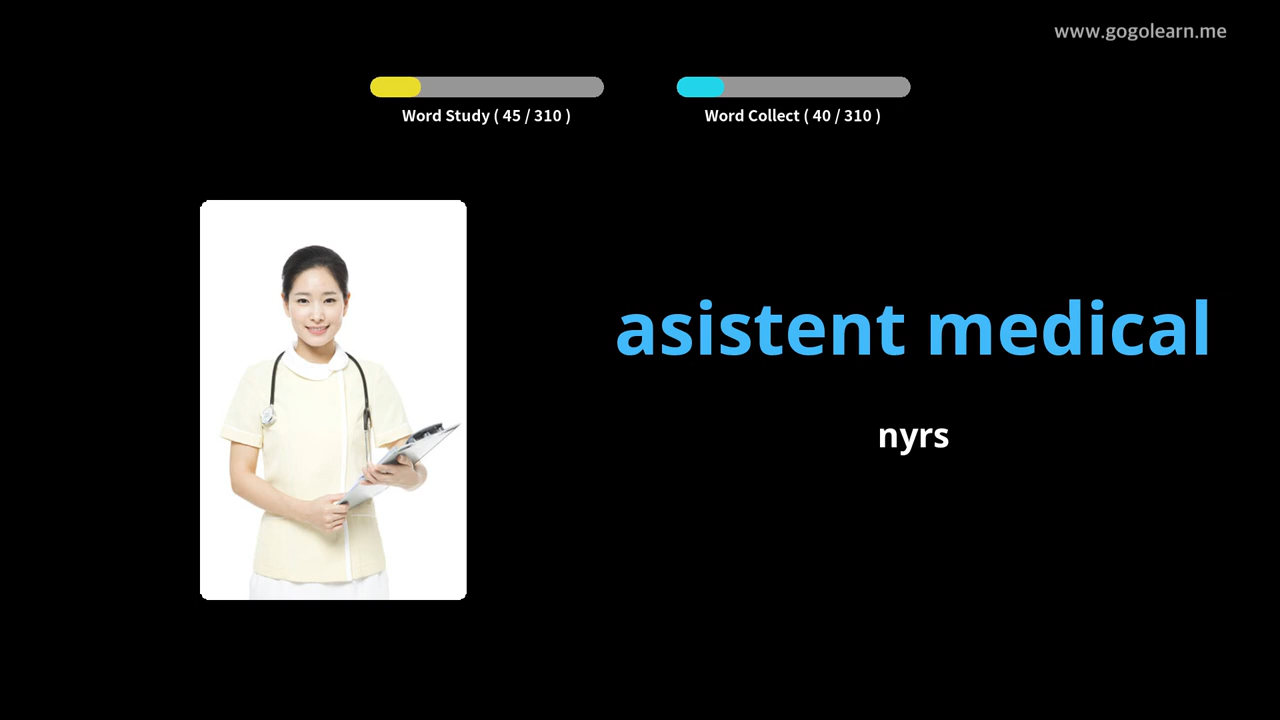 www.gogolearn.me
Word Study ( 45 / 310 )
Word Collect ( 40 / 310 )
asistent medical
nyrs